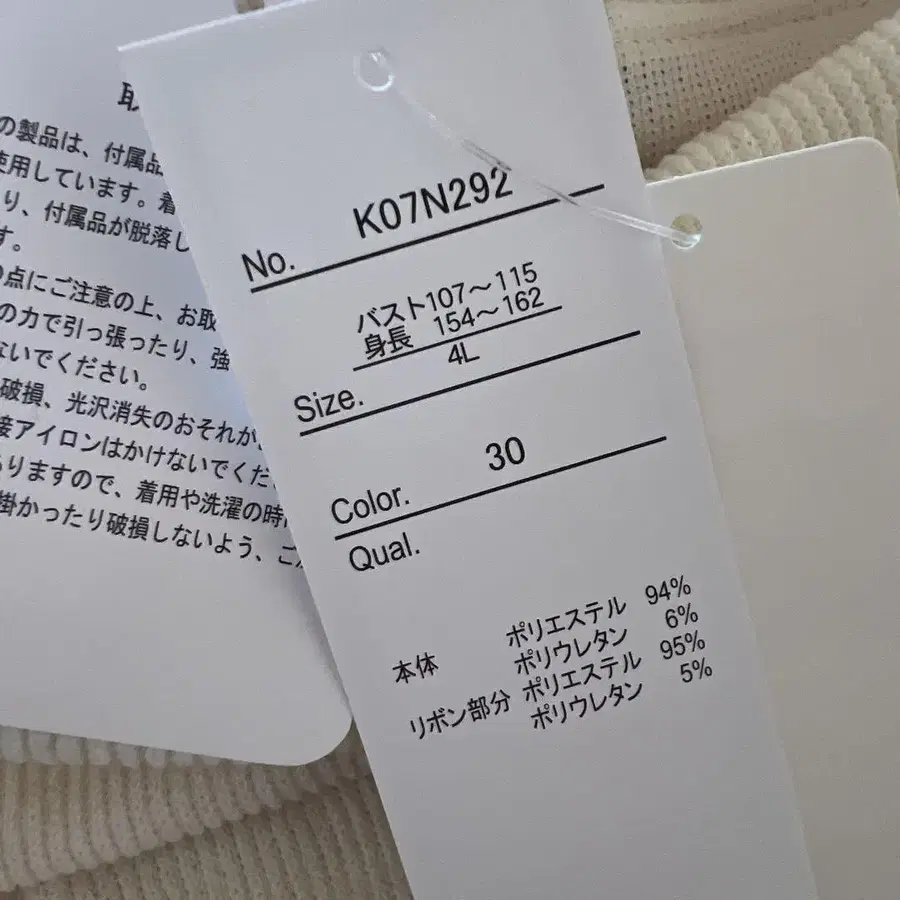 の製品は、付属品
使用しています。着
り、付属品が脱落し
す。
の点にご注意の上、お取
の力で引っ張ったり、強
ないでください。
破損、光沢消失のおそれが
接アイロンはかけないでくだ
ありますので、着用や洗濯の時
掛かったり破損しないよう、ご
No. K07N292
バスト107～115
身長 154～162
4L
Size.
Color. 30
Qual.
本体 ポリエステル 94%
ポリウレタン 6%
リボン部分 ポリエステル 95%
ポリウレタン 5%